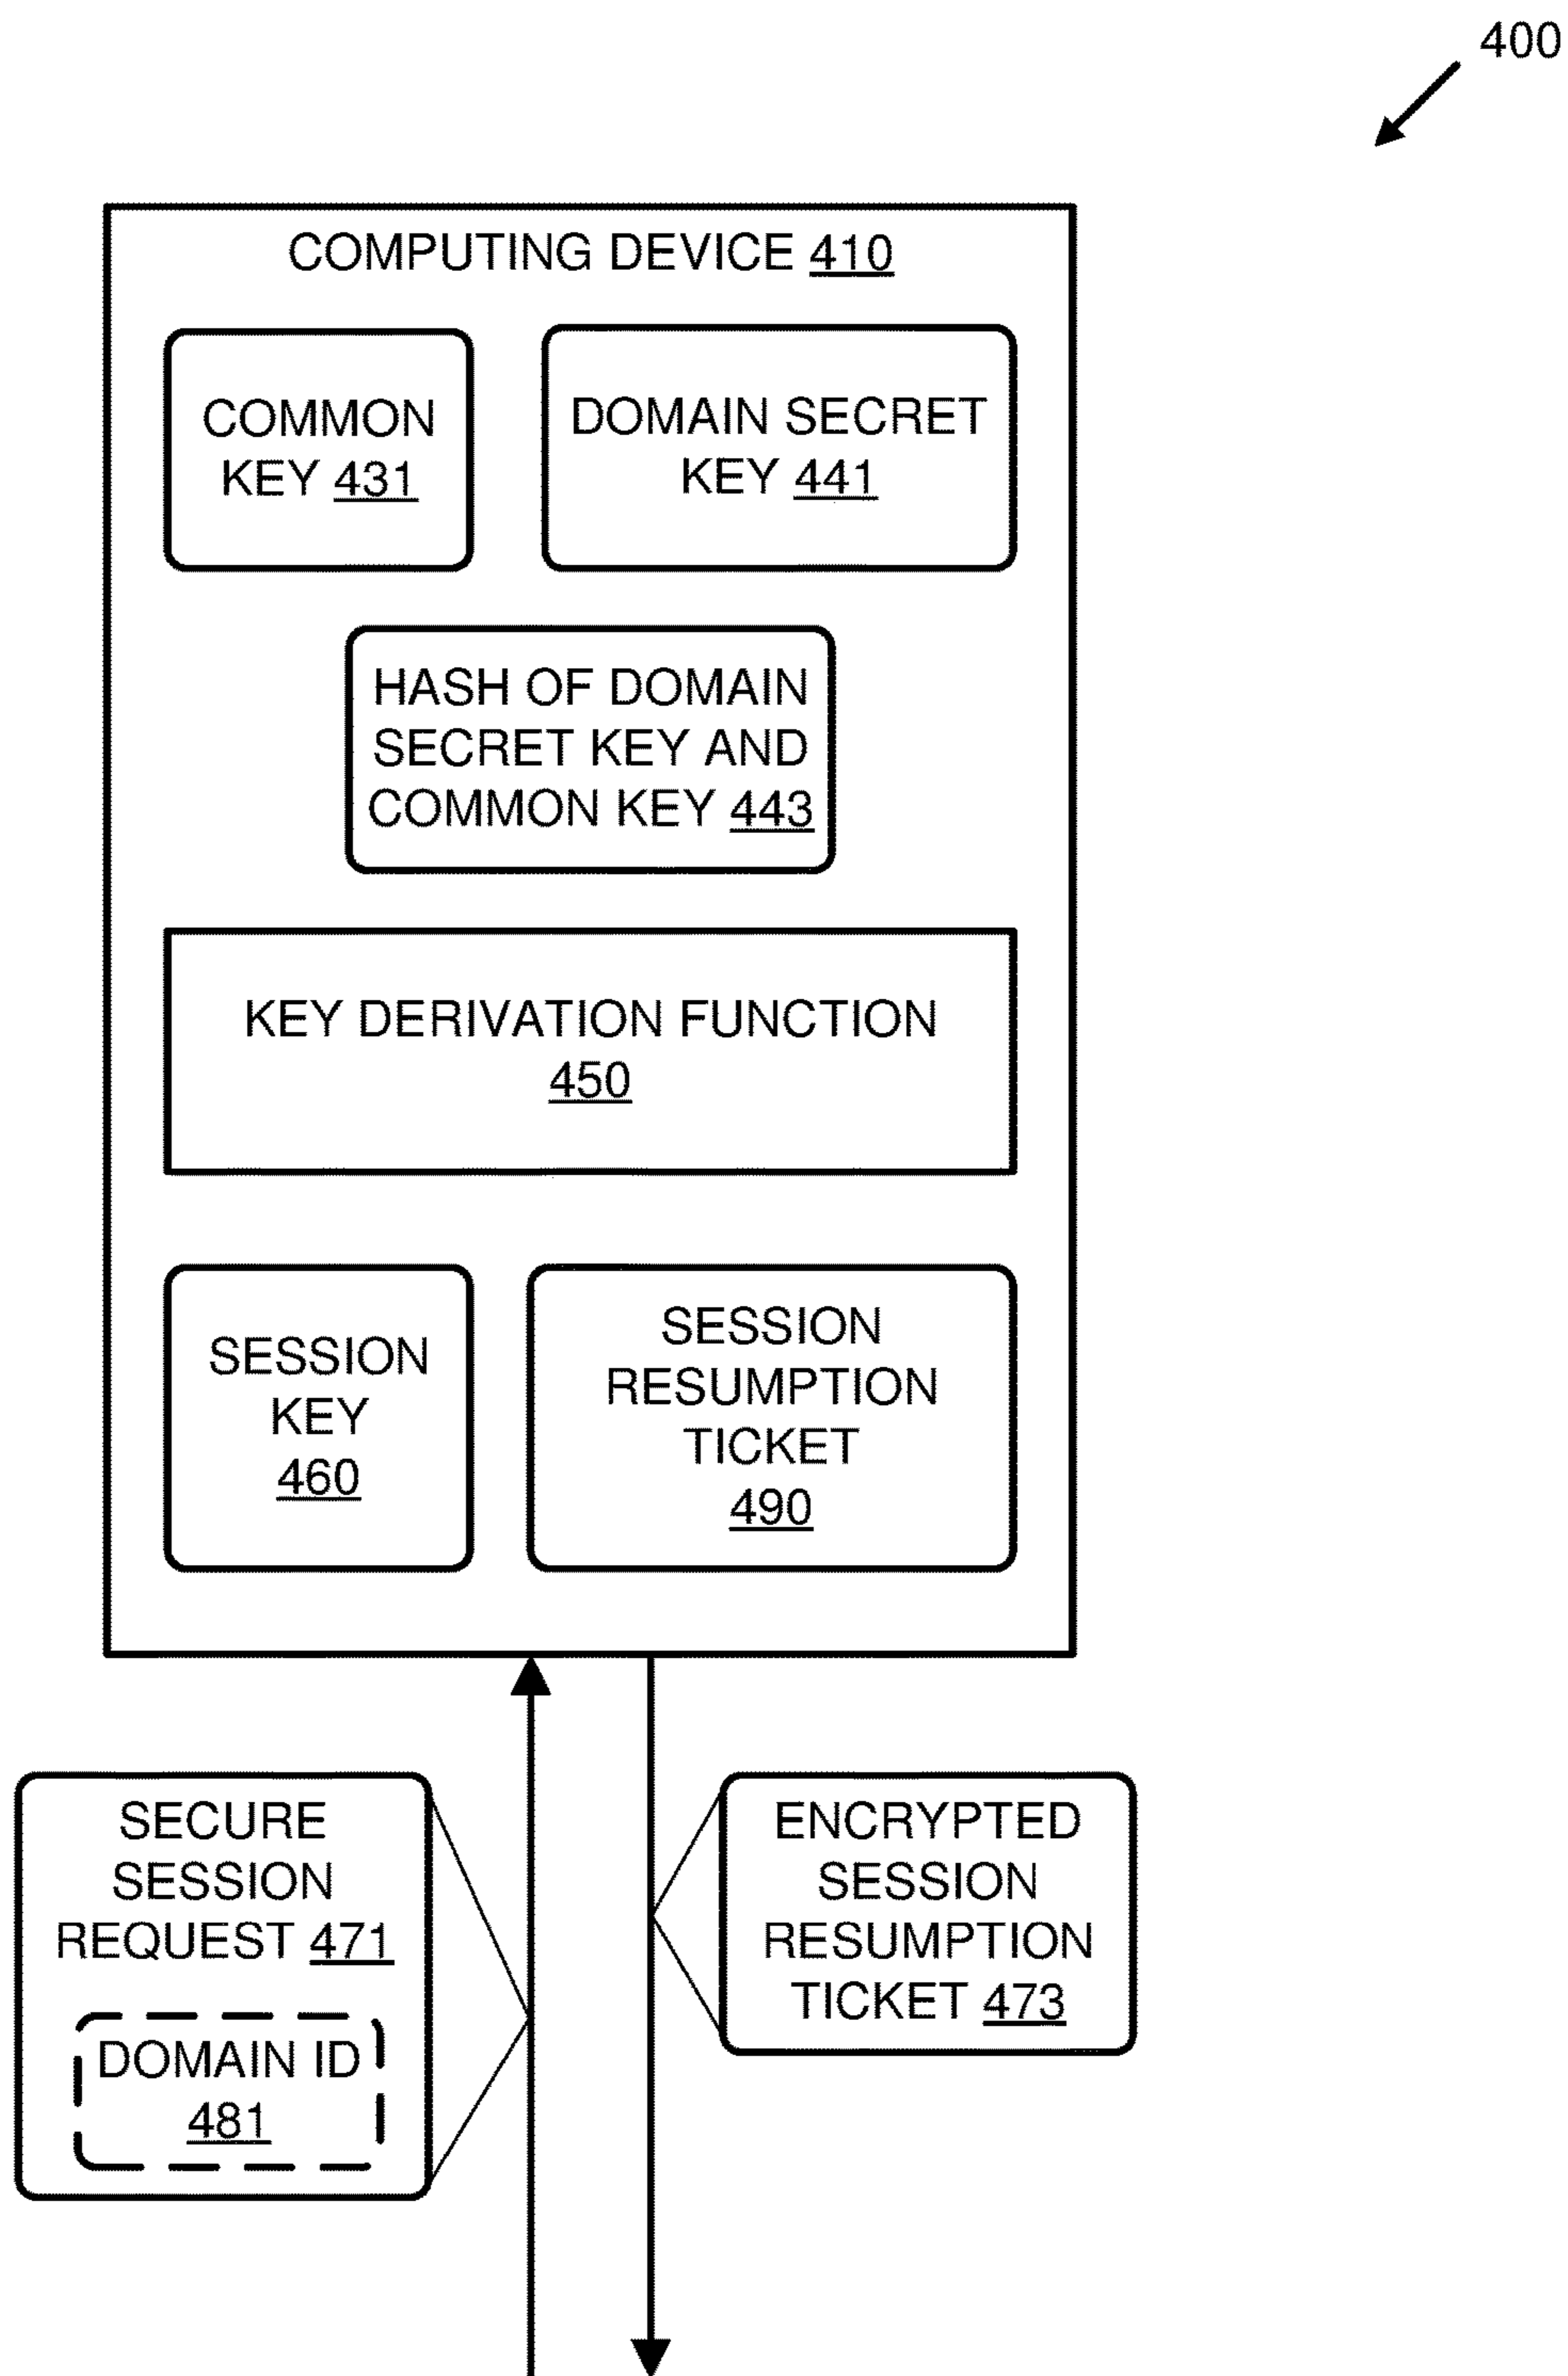 400
COMPUTING DEVICE 410
COMMON
KEY 431
DOMAIN SECRET
KEY 441
HASH OF DOMAIN
SECRET KEY AND
COMMON KEY 443
KEY DERIVATION FUNCTION
450
SESSION
KEY
460
SESSION
RESUMPTION
TICKET
490
SECURE
SESSION
REQUEST 471
DOMAIN ID
481
ENCRYPTED
SESSION
RESUMPTION
TICKET 473